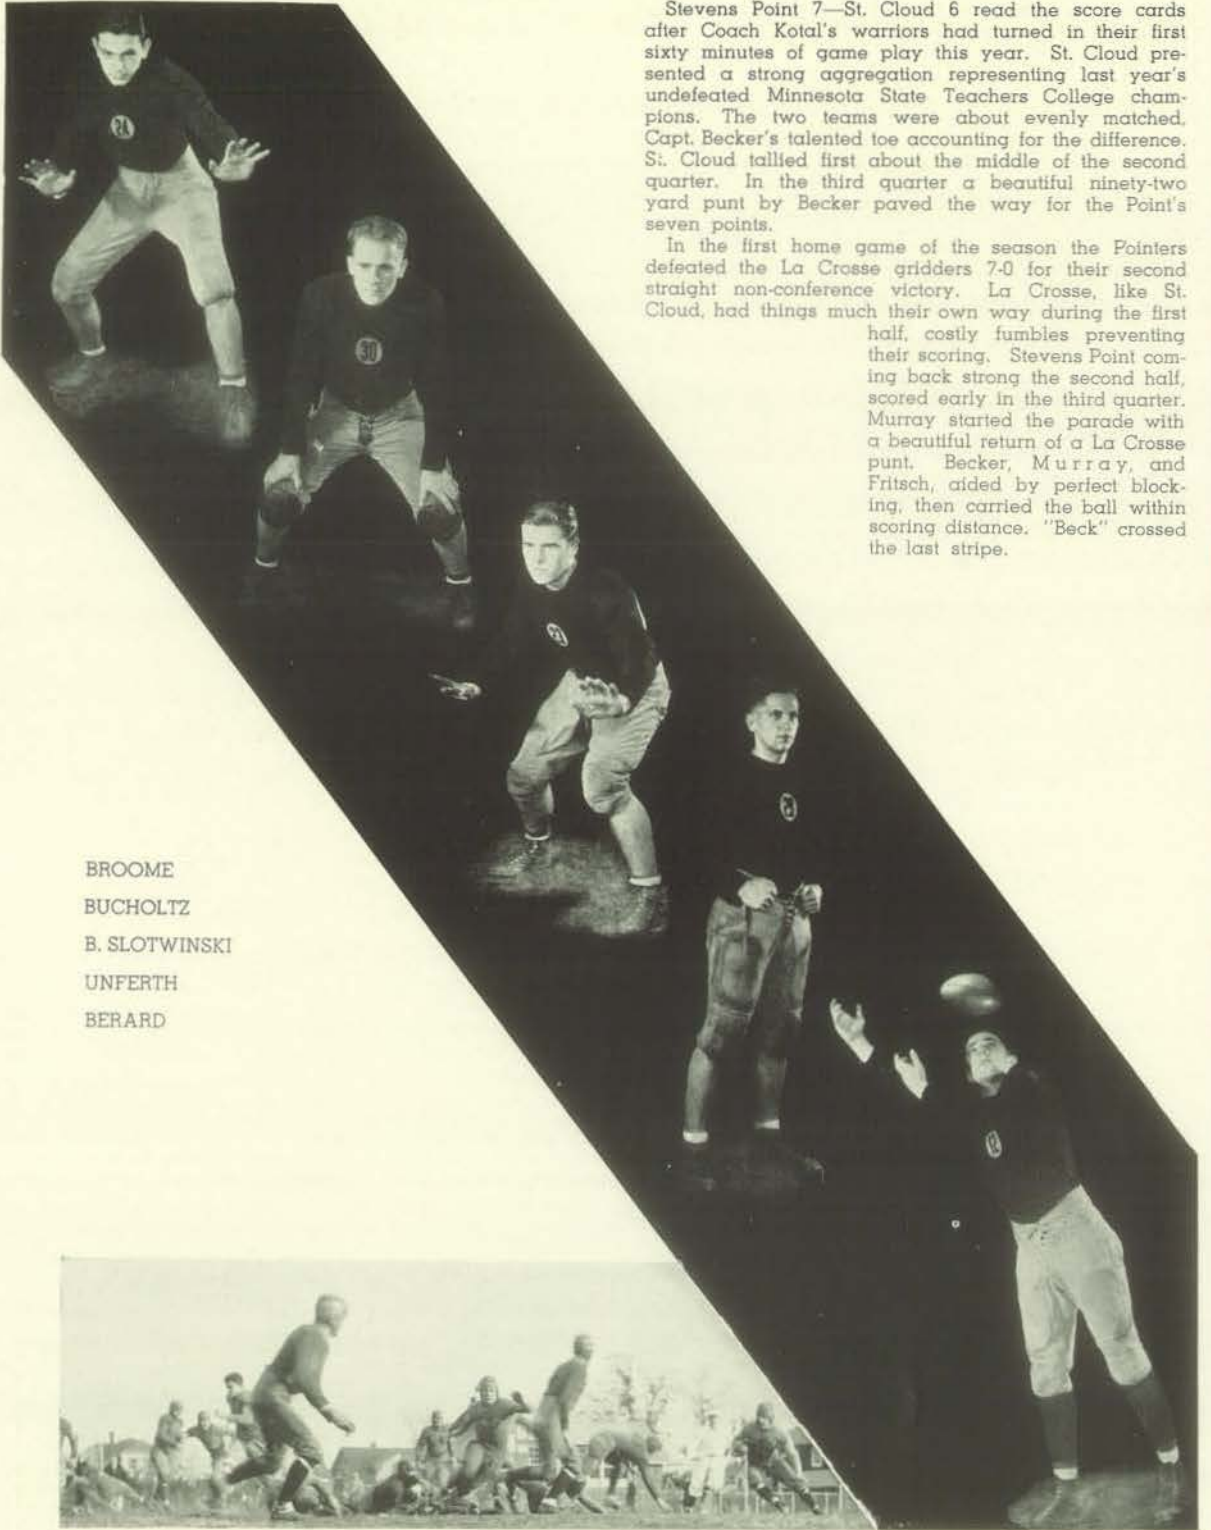 Stevens Point 7—St. Cloud 6 read the score cards
after Coach Kotal's warriors had turned in their first
sixty minutes of game play this year. St. Cloud pre-
sented a strong aggregation representing last year's
undefeated Minnesota State Teachers College cham-
pions. The two teams were about evenly matched,
Capt. Becker's talented toe accounting for the difference.
St. Cloud tallied first about the middle of the second
quarter. In the third quarter a beautiful ninety-two
yard punt by Becker paved the way for the Point's
seven points.
In the first home game of the season the Pointers
defeated the La Crosse gridders 7-0 for their second
straight non-conference victory. La Crosse, like St.
Cloud, had things much their own way during the first
half, costly fumbles preventing
their scoring. Stevens Point com-
ing back strong the second half,
scored early in the third quarter.
Murray started the parade with
a beautiful return of a La Crosse
punt. Becker, Murray, and
Fritsch, aided by perfect block-
ing, then carried the ball within
scoring distance. "Beck" crossed
the last stripe.
24
30
BROOME
BUCHOLTZ
B. SLOTWINSKI
UNFERTH
BERARD